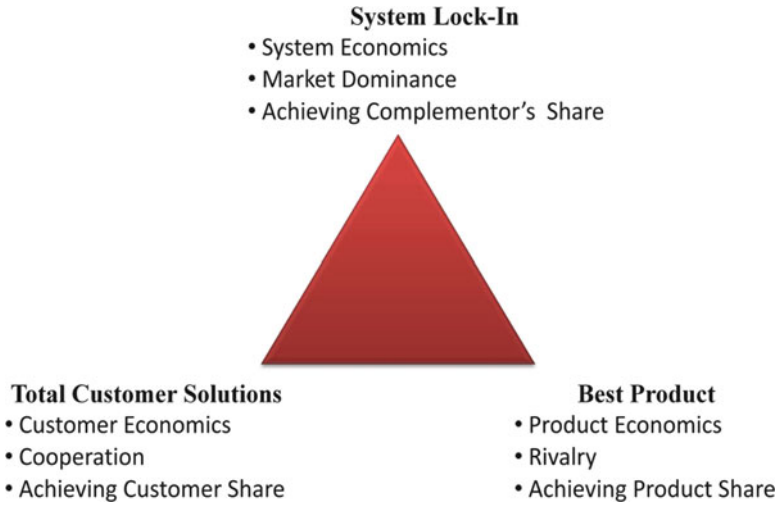 System Lock-In
• System Economics
• Market Dominance
• Achieving Complementor's Share
Total Customer Solutions
• Customer Economics
• Cooperation
• Achieving Customer Share
Best Product
• Product Economics
• Rivalry
• Achieving Product Share